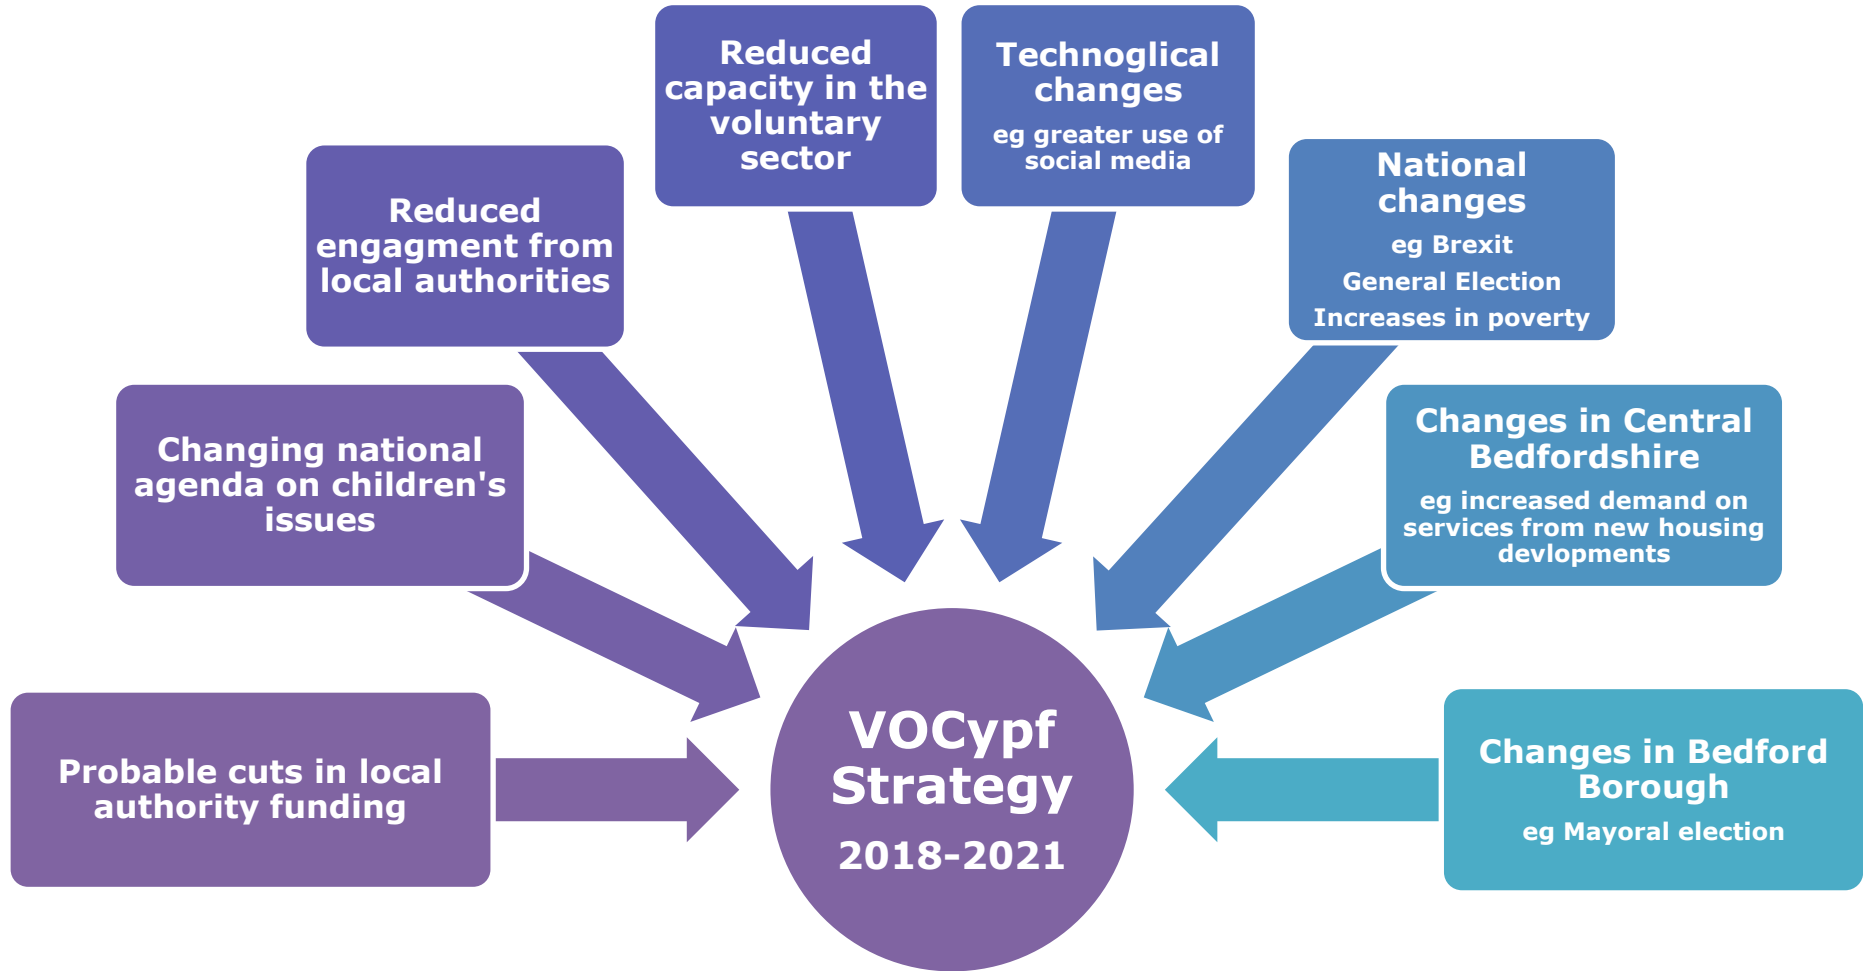 Reduced
capacity in the
voluntary
sector
Technoglical
changes
eg greater use of
social media
Reduced
engagment from
local authorities
National
changes
eg Brexit
General Election
Increases in poverty
Changing national
agenda on children's
issues
Changes in Central
Bedfordshire
eg increased demand on
services from new housing
devlopments
Probable cuts in local
authority funding
VOCypf
Strategy
2018-2021
Changes in Bedford
Borough
eg Mayoral election